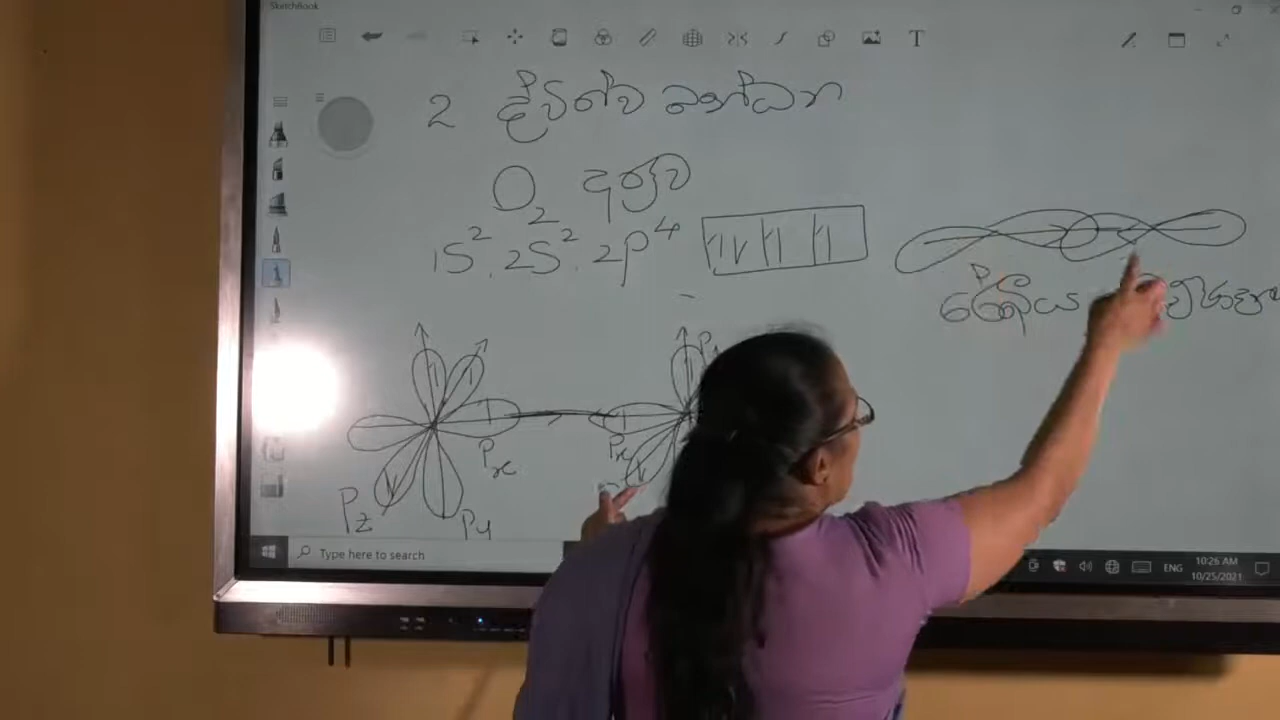 SketchBook
T
2 ද්විත්ව බන්ධන
O2 අණුව
1S² . 2S² . 2P⁴
රේඛීය
Px
Px
Pz
Py
Type here to search
ENG
10:26 AM
10/25/2021